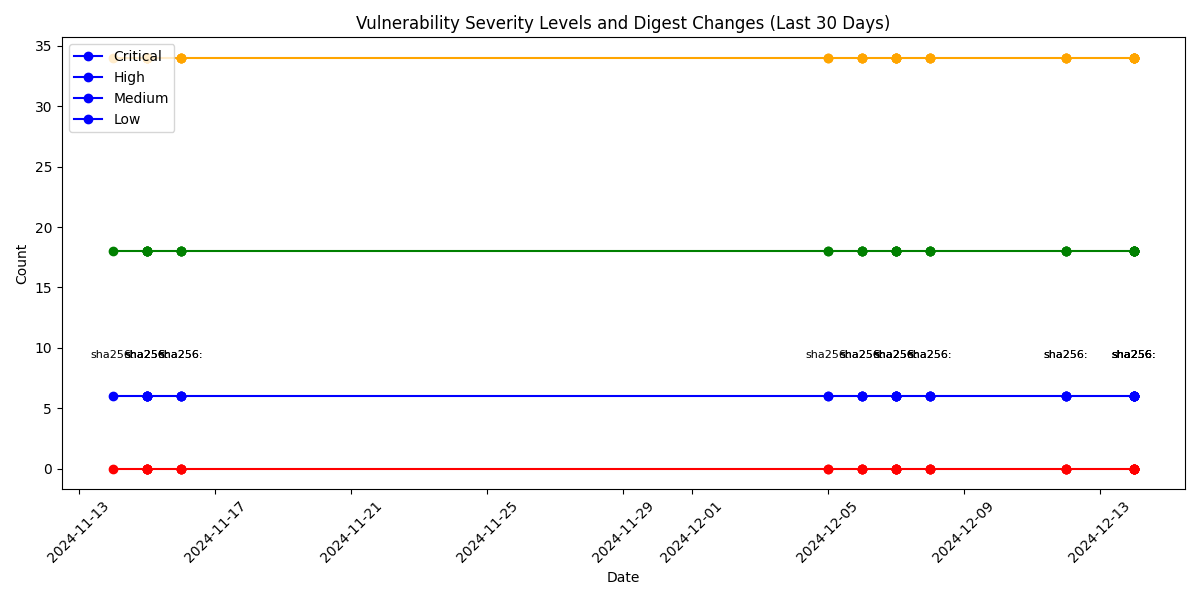 Vulnerability Severity Levels and Digest Changes (Last 30 Days)
35
30
25
20
15
10
5
0
Count
Critical
High
Medium
Low
sha256: sha256: sha256: sha256: sha256: sha256: sha256: sha256: sha256:
2024-11-13 2024-11-17 2024-11-21 2024-11-25 2024-11-29 2024-12-01 2024-12-05 2024-12-09 2024-12-13
Date